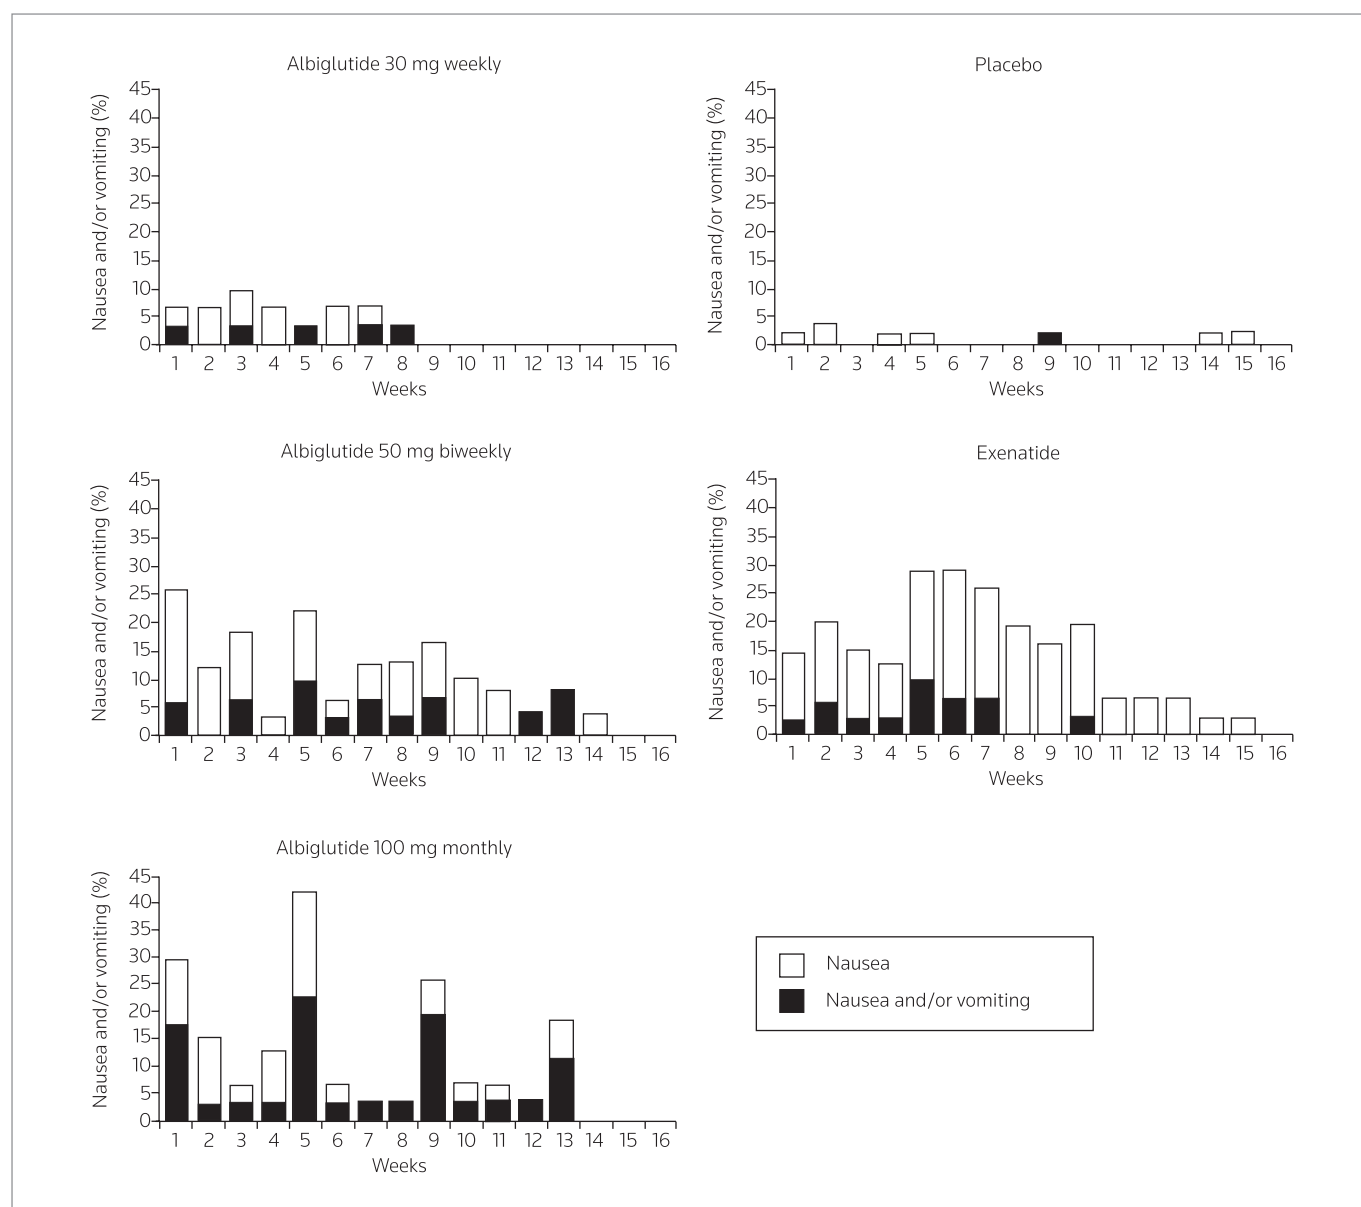 Albiglutide 30 mg weekly
Nausea and/or vomiting (%)
45
40
35
30
25
20
15
10
5
0
1 2 3 4 5 6 7 8 9 10 11 12 13 14 15 16
Weeks
Placebo
Nausea and/or vomiting (%)
45
40
35
30
25
20
15
10
5
0
1 2 3 4 5 6 7 8 9 10 11 12 13 14 15 16
Weeks
Albiglutide 50 mg biweekly
Nausea and/or vomiting (%)
45
40
35
30
25
20
15
10
5
0
1 2 3 4 5 6 7 8 9 10 11 12 13 14 15 16
Weeks
Exenatide
Nausea and/or vomiting (%)
45
40
35
30
25
20
15
10
5
0
1 2 3 4 5 6 7 8 9 10 11 12 13 14 15 16
Weeks
Albiglutide 100 mg monthly
Nausea and/or vomiting (%)
45
40
35
30
25
20
15
10
5
0
1 2 3 4 5 6 7 8 9 10 11 12 13 14 15 16
Weeks
Nausea
Nausea and/or vomiting